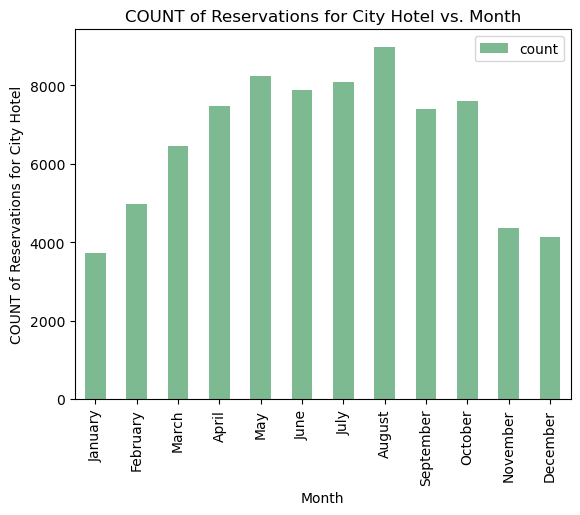 COUNT of Reservations for City Hotel vs. Month
count
COUNT of Reservations for City Hotel
8000
6000
4000
2000
0
January
February
March
April
May
June
July
August
September
October
November
December
Month